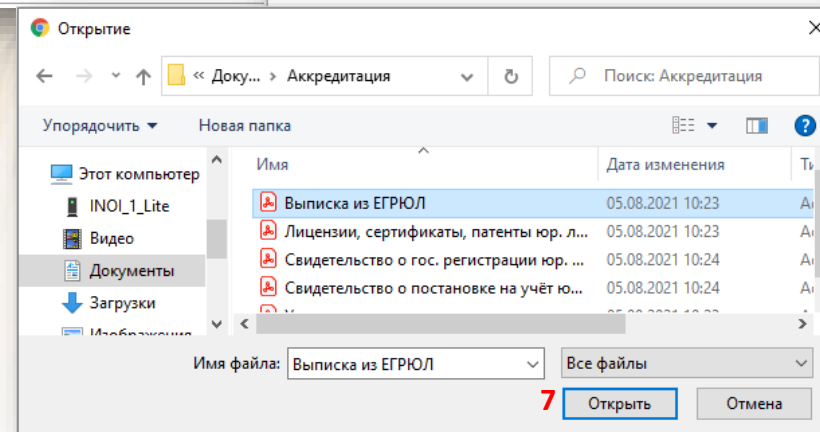 Открытие
« Доку... › Аккредитация
Поиск: Аккредитация
Упорядочить
Новая папка
Имя
Дата изменения
Этот компьютер
INOI_1_Lite
Видео
Документы
Загрузки
Изображения
Выписка из ЕГРЮЛ 05.08.2021 10:23
Лицензии, сертификаты, патенты юр. л... 05.08.2021 10:23
Свидетельство о гос. регистрации юр. ... 05.08.2021 10:24
Свидетельство о постановке на учёт ю... 05.08.2021 10:24
Имя файла: Выписка из ЕГРЮЛ
Все файлы
7 Открыть
Отмена